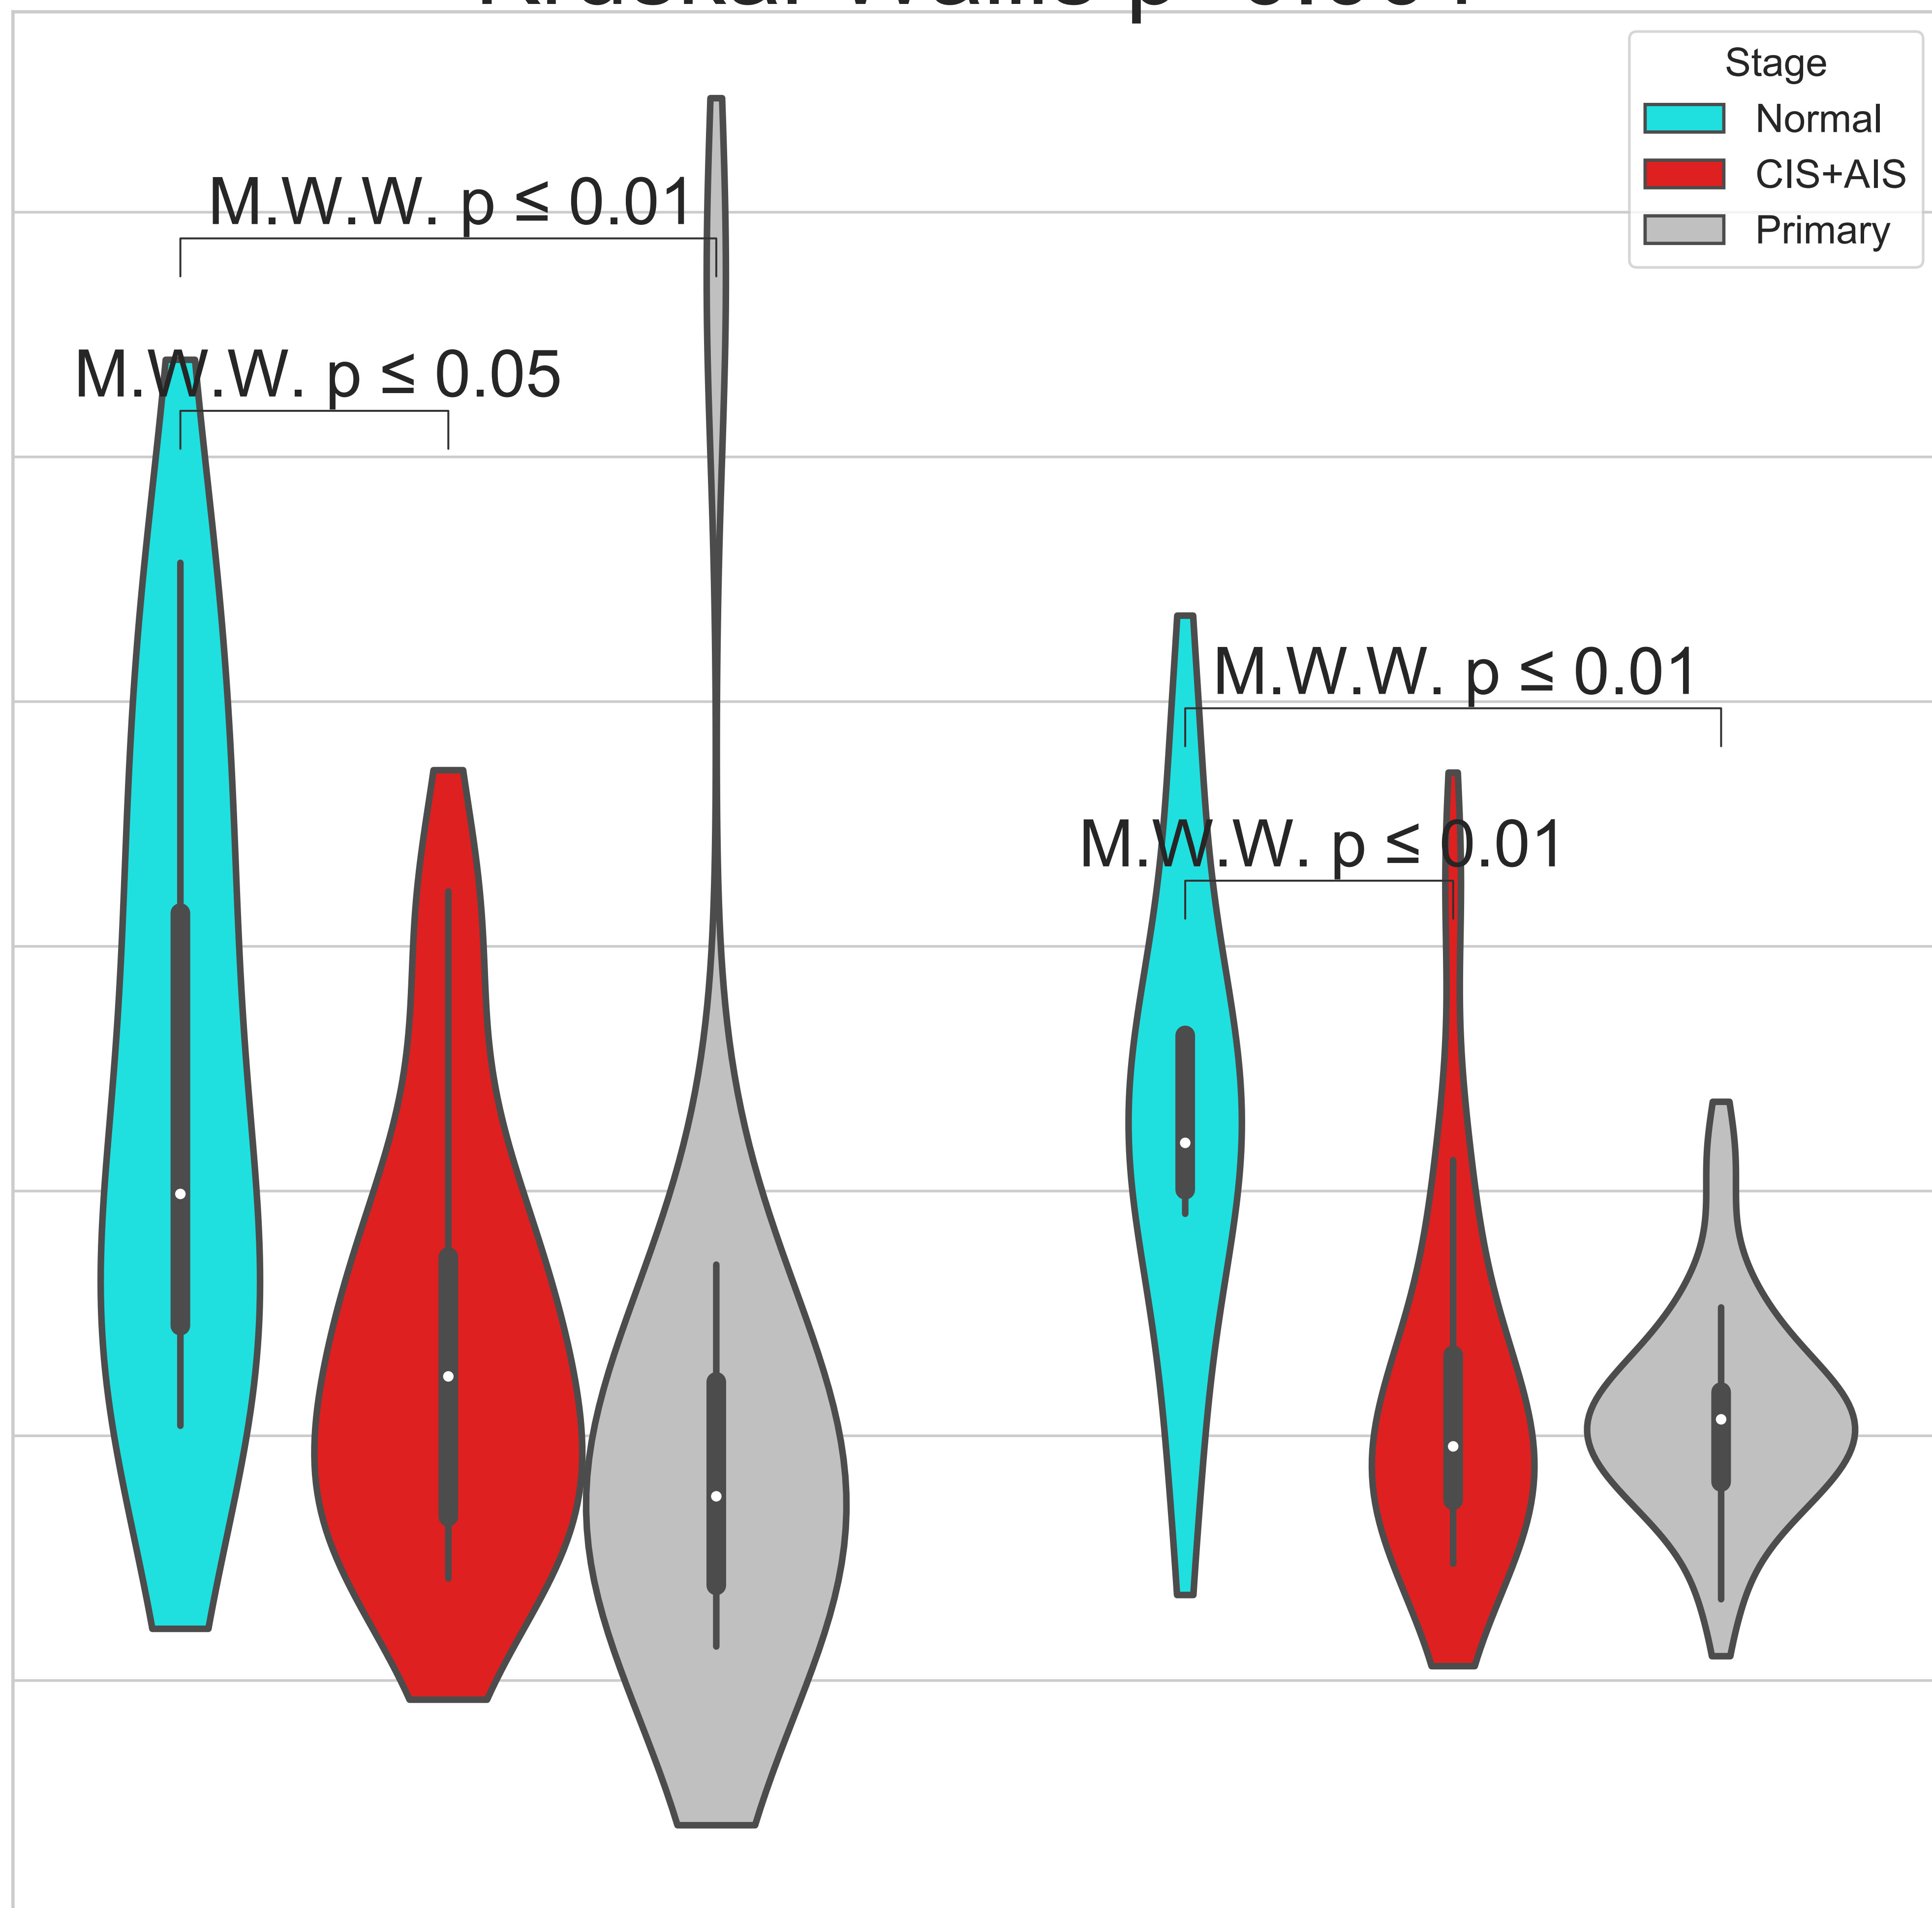 Stage
Normal
CIS+AIS
Primary
M.W.W. p ≤ 0.01
M.W.W. p ≤ 0.05
M.W.W. p ≤ 0.01
M.W.W. p ≤ 0.01